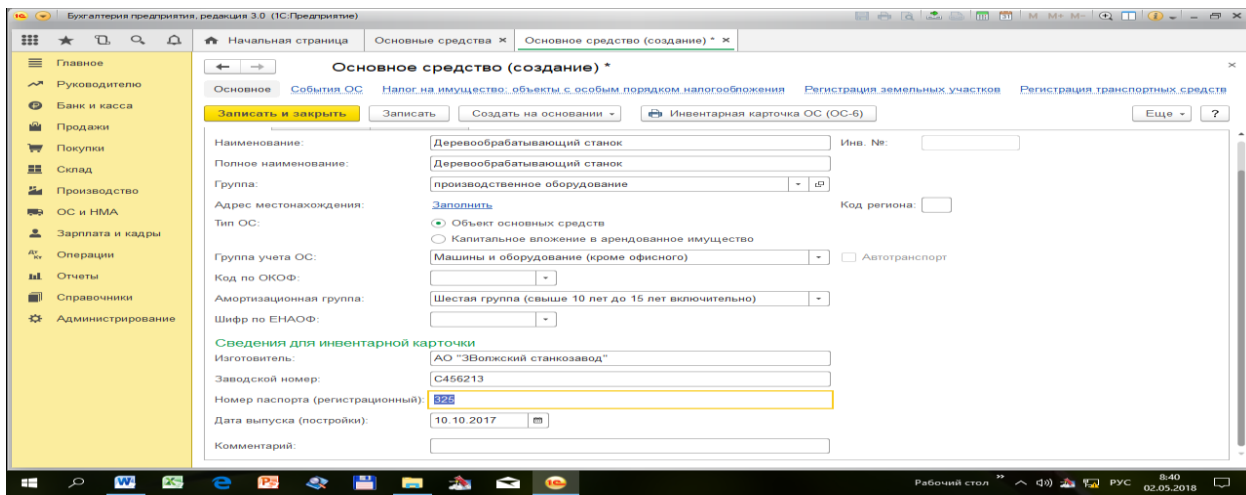 Бухгалтерия предприятия, редакция 3.0 (1С:Предприятие) M M+ M-
Начальная страница Основные средства × Основное средство (создание) * ×
Главное
Руководителю
Банк и касса
Продажи
Покупки
Склад
Производство
ОС и НМА
Зарплата и кадры
Операции
Отчеты
Справочники
Администрирование
Основное средство (создание) *
Основное События ОС Налог на имущество: объекты с особым порядком налогообложения Регистрация земельных участков Регистрация транспортных средств
Записать и закрыть Записать Создать на основании Инвентарная карточка ОС (ОС-6) Еще ?
Наименование: Деревообрабатывающий станок Инв. №:
Полное наименование: Деревообрабатывающий станок
Группа: производственное оборудование
Адрес местонахождения: Заполнить Код региона:
Тип ОС: Объект основных средств
Капитальное вложение в арендованное имущество
Группа учета ОС: Машины и оборудование (кроме офисного) Автотранспорт
Код по ОКОФ:
Амортизационная группа: Шестая группа (свыше 10 лет до 15 лет включительно)
Шифр по ЕНАОФ:
Сведения для инвентарной карточки
Изготовитель: АО "ЗВолжский станкозавод"
Заводской номер: С456213
Номер паспорта (регистрационный): 325
Дата выпуска (постройки): 10.10.2017
Комментарий:
Рабочий стол » РУС 8:40
02.05.2018